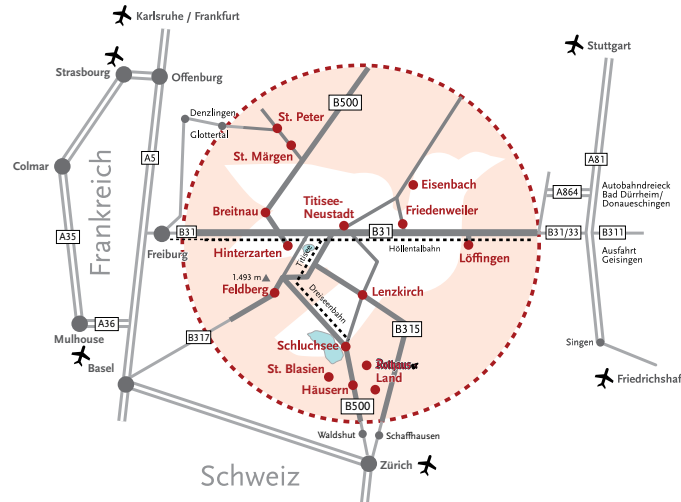 Karlsruhe / Frankfurt
Stuttgart
Strasbourg
Offenburg
B500
Denzlingen
St. Peter
Glottertal
A5
St. Märgen
A81
Colmar
Frankreich
Eisenbach
A864
Autobahndreieck
Bad Dürrheim/
Donaueschingen
Breitnau
Titisee-
Neustadt
Friedenweiler
A35
B31
B31
B31/33
B311
Freiburg
Hinterzarten
Titisee
Höllentalbahn
Löffingen
Ausfahrt
Geisingen
1.493 m
Feldberg
Dreiseenbahn
Lenzkirch
A36
Mulhouse
B317
B315
Schluchsee
Singen
Basel
St. Blasien
Rothaus
Land
Häusern
Friedrichshaf
B500
Waldshut
Schaffhausen
Schweiz
Zürich